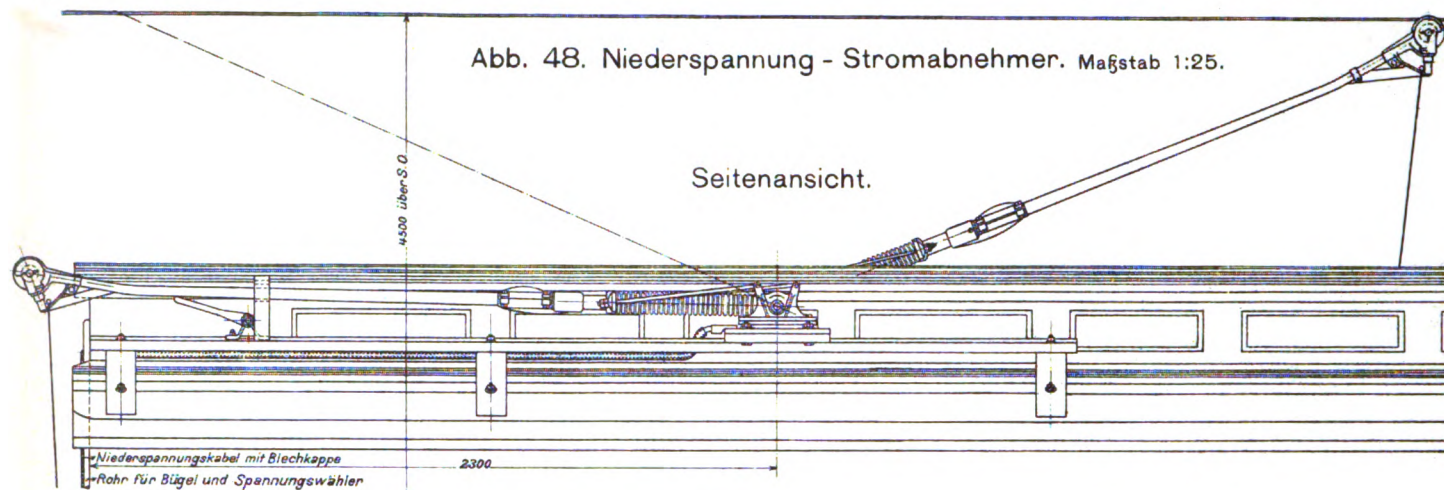 Abb. 48. Niederspannung - Stromabnehmer. Maßstab 1:25.
4500 über S.O.
Seitenansicht.
Niederspannungskabel mit Blechkappe
2300
Rohr für Bügel und Spannungswähler